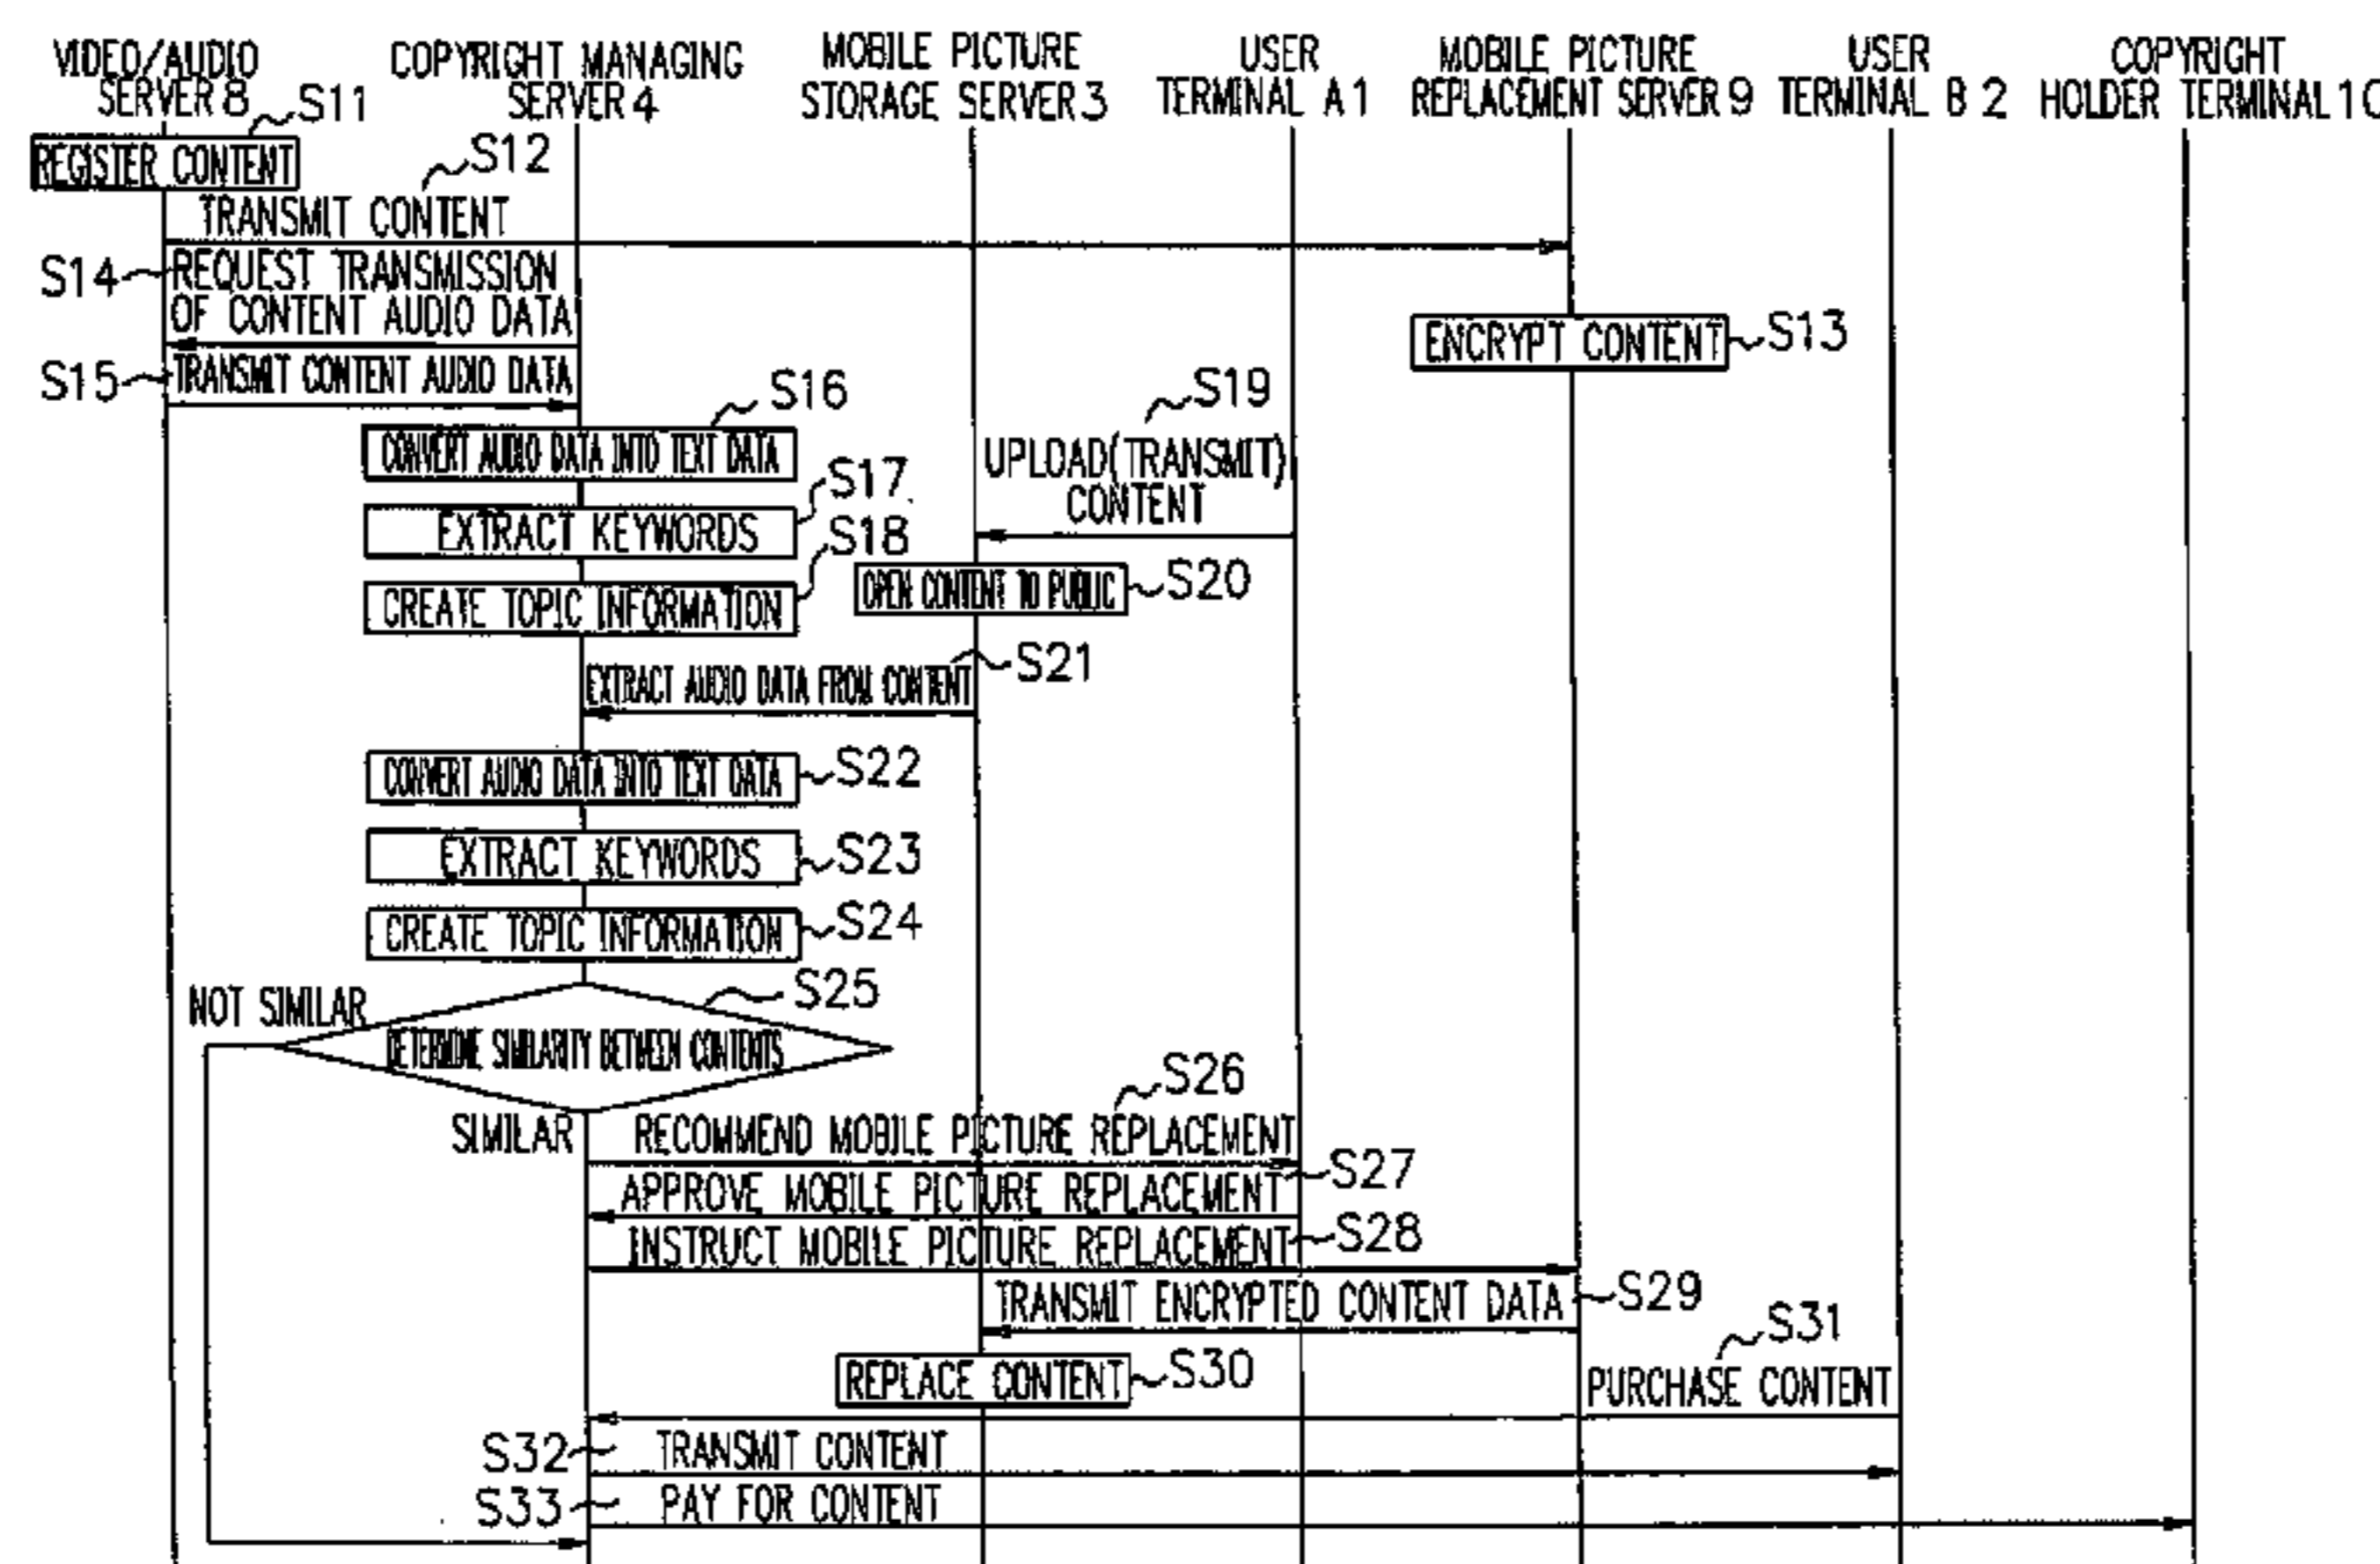 VIDEO/AUDIO
SERVER 8
COPYRIGHT MANAGING
SERVER 4
MOBILE PICTURE
STORAGE SERVER 3
USER
TERMINAL A 1
MOBILE PICTURE
REPLACEMENT SERVER 9
USER
TERMINAL B 2
COPYRIGHT
HOLDER TERMINAL 10
S11
REGISTER CONTENT
S12
TRANSMIT CONTENT
S14
REQUEST TRANSMISSION
OF CONTENT AUDIO DATA
ENCRYPT CONTENT
S13
S15
TRANSMIT CONTENT AUDIO DATA
S16
CONVERT AUDIO DATA INTO TEXT DATA
S19
UPLOAD(TRANSMIT)
CONTENT
S17
EXTRACT KEYWORDS
S18
CREATE TOPIC INFORMATION
OPEN CONTENT TO PUBLIC
S20
S21
EXTRACT AUDIO DATA FROM CONTENT
CONVERT AUDIO DATA INTO TEXT DATA
S22
EXTRACT KEYWORDS
S23
CREATE TOPIC INFORMATION
S24
S25
NOT SIMILAR
DETERMINE SIMILARITY BETWEEN CONTENTS
S26
SIMILAR
RECOMMEND MOBILE PICTURE REPLACEMENT
S27
APPROVE MOBILE PICTURE REPLACEMENT
S28
INSTRUCT MOBILE PICTURE REPLACEMENT
S29
TRANSMIT ENCRYPTED CONTENT DATA
S31
REPLACE CONTENT
S30
PURCHASE CONTENT
S32
TRANSMIT CONTENT
S33
PAY FOR CONTENT